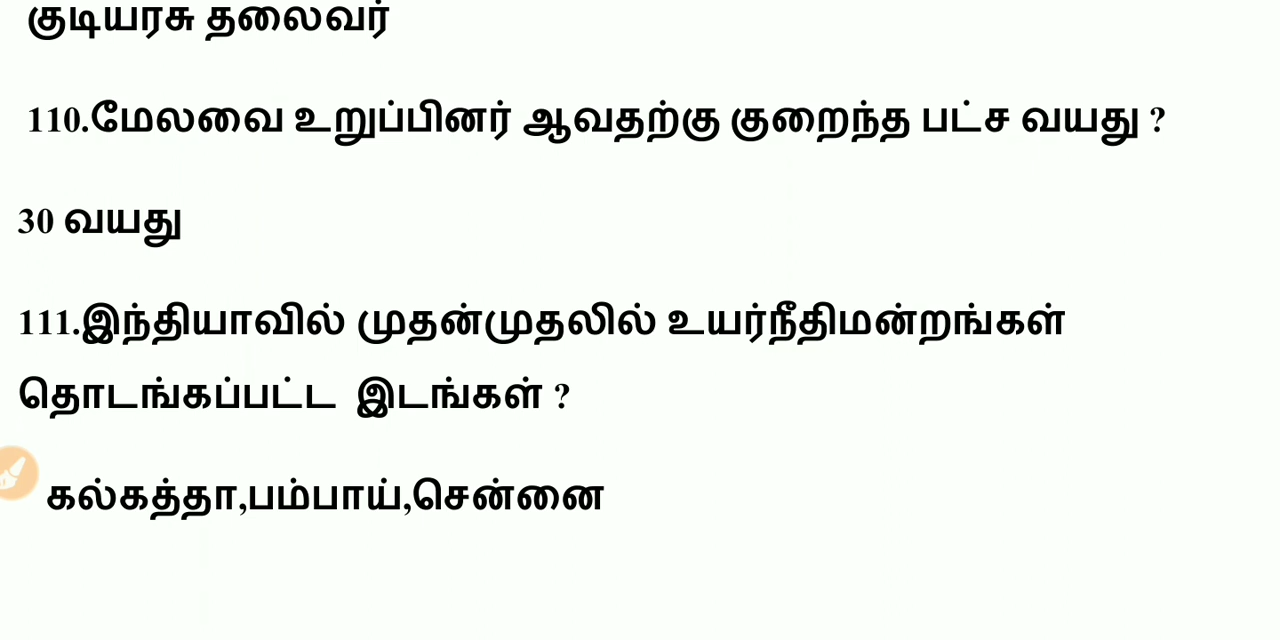 குடியரசு தலைவர்
110.மேலவை உறுப்பினர் ஆவதற்கு குறைந்த பட்ச வயது ?
30 வயது
111.இந்தியாவில் முதன்முதலில் உயர்நீதிமன்றங்கள்
தொடங்கப்பட்ட இடங்கள் ?
கல்கத்தா,பம்பாய்,சென்னை